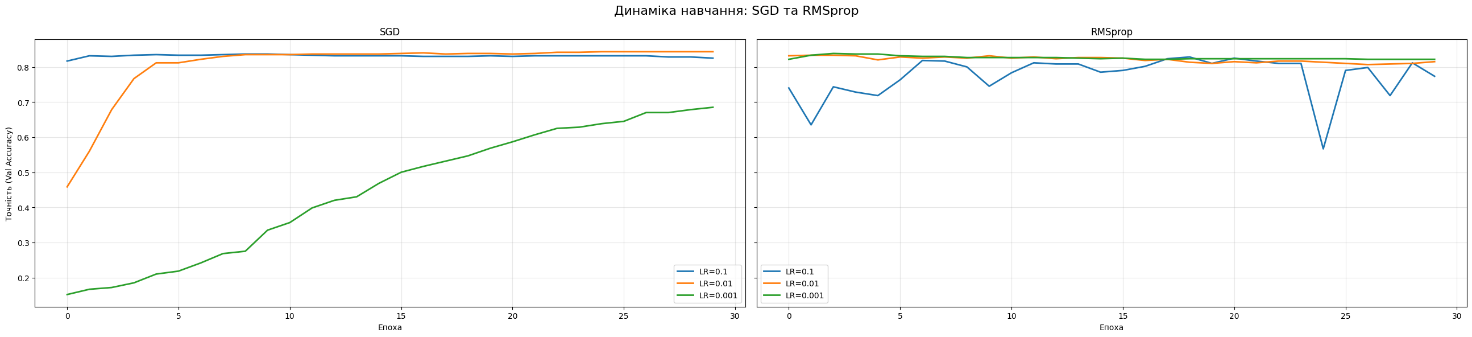 Динаміка навчання: SGD та RMSprop
SGD
Точність (Val Accuracy)
0.8
0.7
0.6
0.5
0.4
0.3
0.2
0 5 10 15 20 25 30
Епоха
LR=0.1
LR=0.01
LR=0.001
RMSprop
0 5 10 15 20 25 30
Епоха
LR=0.1
LR=0.01
LR=0.001